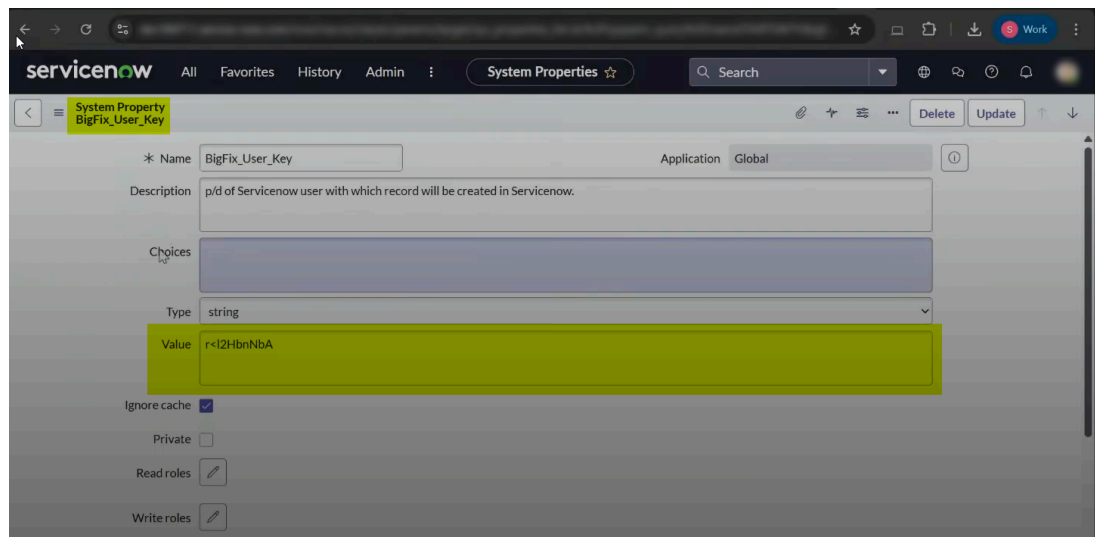 S Work
servicenow All Favorites History Admin System Properties Search
System Property
BigFix_User_Key
Delete Update
* Name BigFix_User_Key Application Global
Description p/d of Servicenow user with which record will be created in Servicenow.
Choices
Type string
Value r<l2HbnNbA
Ignore cache
Private
Read roles
Write roles